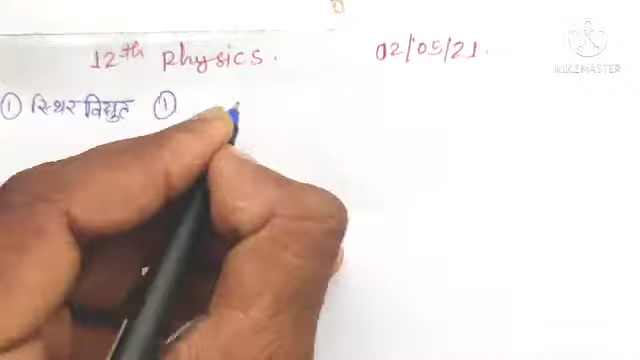 12th Physics. 02/05/21.
KINEMASTER
① स्थिर विद्युत ①